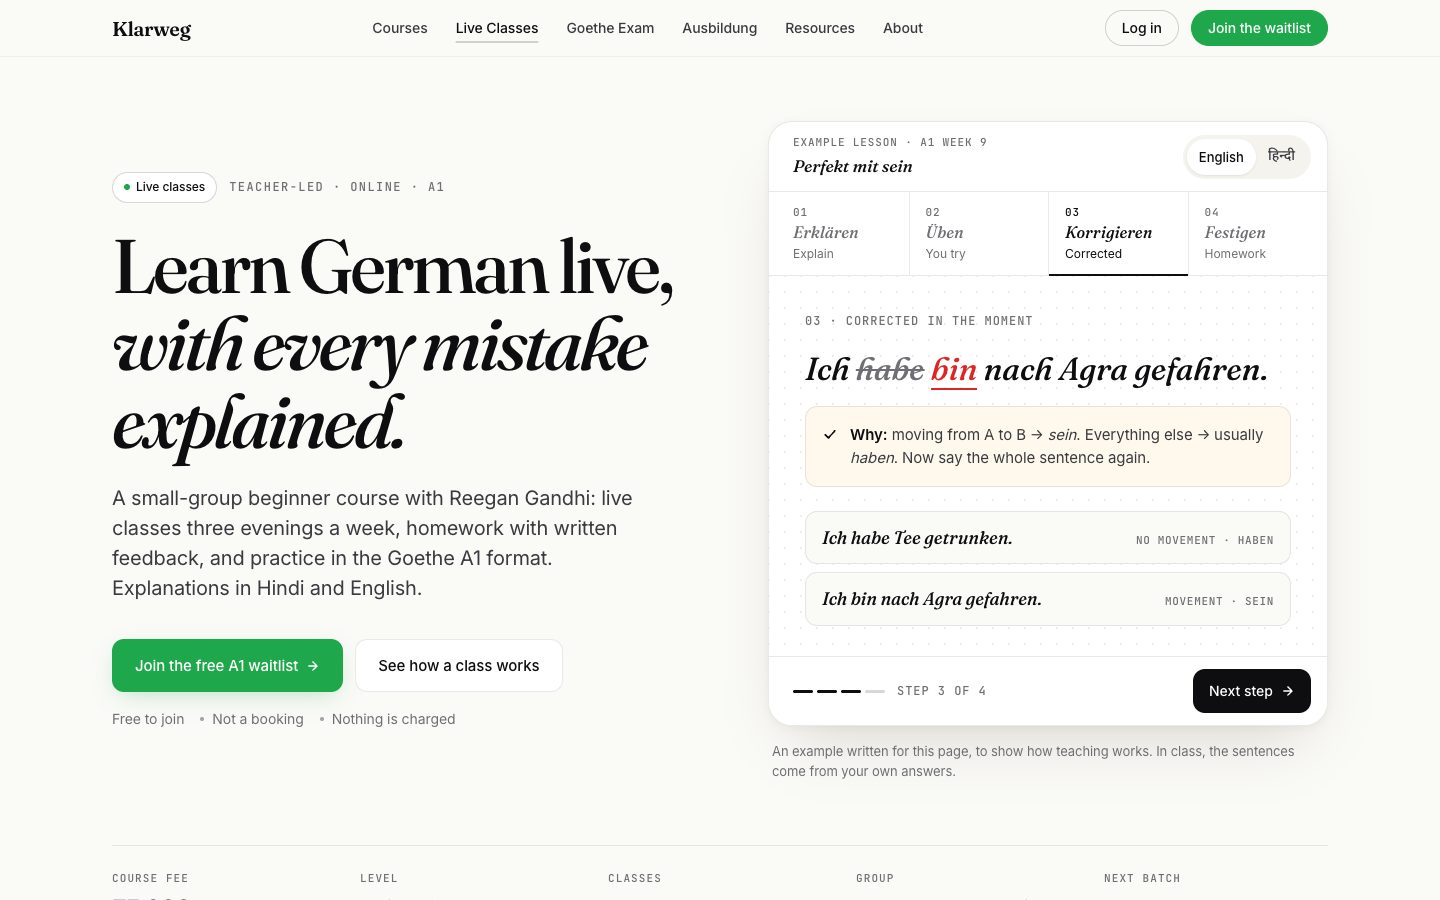 Klarweg
Courses
Live Classes
Goethe Exam
Ausbildung
Resources
About
Log in
Join the waitlist
Live classes
TEACHER-LED · ONLINE · A1
Learn German live,
with every mistake
explained.
A small-group beginner course with Reegan Gandhi: live
classes three evenings a week, homework with written
feedback, and practice in the Goethe A1 format.
Explanations in Hindi and English.
Join the free A1 waitlist →
See how a class works
Free to join • Not a booking • Nothing is charged
EXAMPLE LESSON · A1 WEEK 9
Perfekt mit sein
English
हिन्दी
01
Erklären
Explain
02
Üben
You try
03
Korrigieren
Corrected
04
Festigen
Homework
03 · CORRECTED IN THE MOMENT
Ich habe bin nach Agra gefahren.
Why: moving from A to B → sein. Everything else → usually
haben. Now say the whole sentence again.
Ich habe Tee getrunken.
NO MOVEMENT · HABEN
Ich bin nach Agra gefahren.
MOVEMENT · SEIN
STEP 3 OF 4
Next step →
An example written for this page, to show how teaching works. In class, the sentences
come from your own answers.
COURSE FEE
LEVEL
CLASSES
GROUP
NEXT BATCH